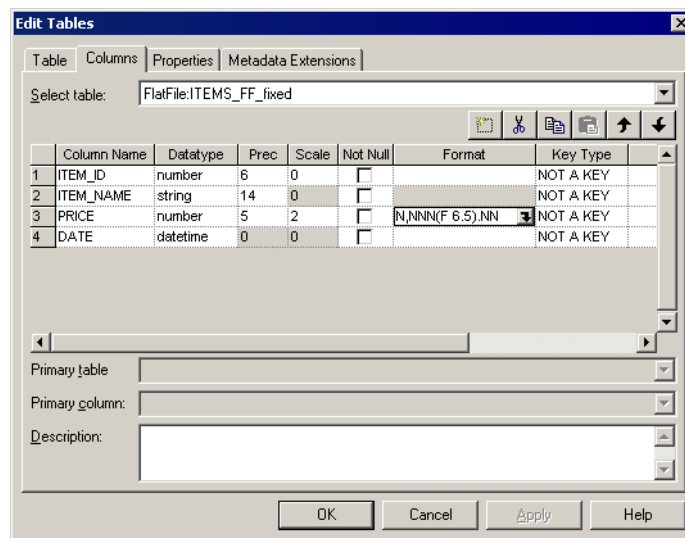 Edit Tables
Table Columns Properties Metadata Extensions
Select table: FlatFile:ITEMS_FF_fixed
Column Name Datatype Prec Scale Not Null Format Key Type
1 ITEM_ID number 6 0 NOT A KEY
2 ITEM_NAME string 14 0 NOT A KEY
3 PRICE number 5 2 N,NNN(F 6.5).NN NOT A KEY
4 DATE datetime 0 0 NOT A KEY
Primary table
Primary column:
Description:
OK Cancel Apply Help